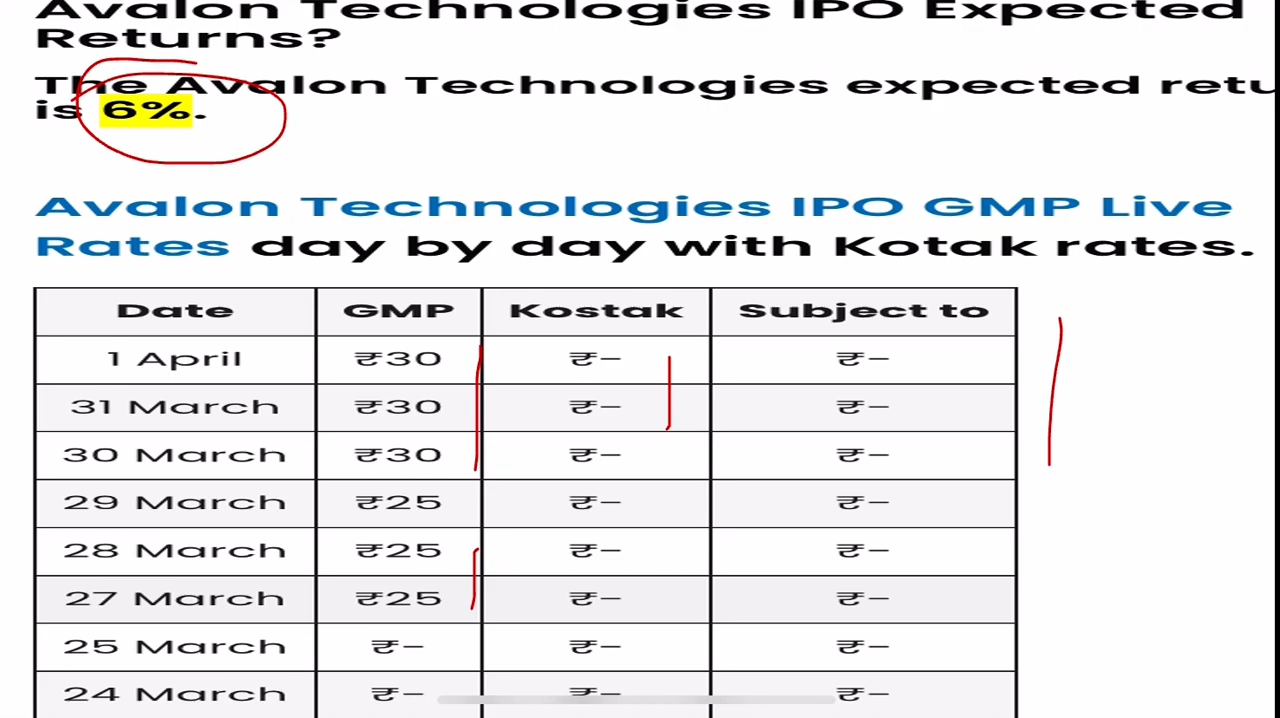 Avalon Technologies IPO Expected
Returns?
The Avalon Technologies expected retu
is 6%.
Avalon Technologies IPO GMP Live
Rates day by day with Kotak rates.
Date GMP Kostak Subject to
1 April ₹30 ₹- ₹-
31 March ₹30 ₹- ₹-
30 March ₹30 ₹- ₹-
29 March ₹25 ₹- ₹-
28 March ₹25 ₹- ₹-
27 March ₹25 ₹- ₹-
25 March ₹- ₹- ₹-
24 March ₹- ₹- ₹-